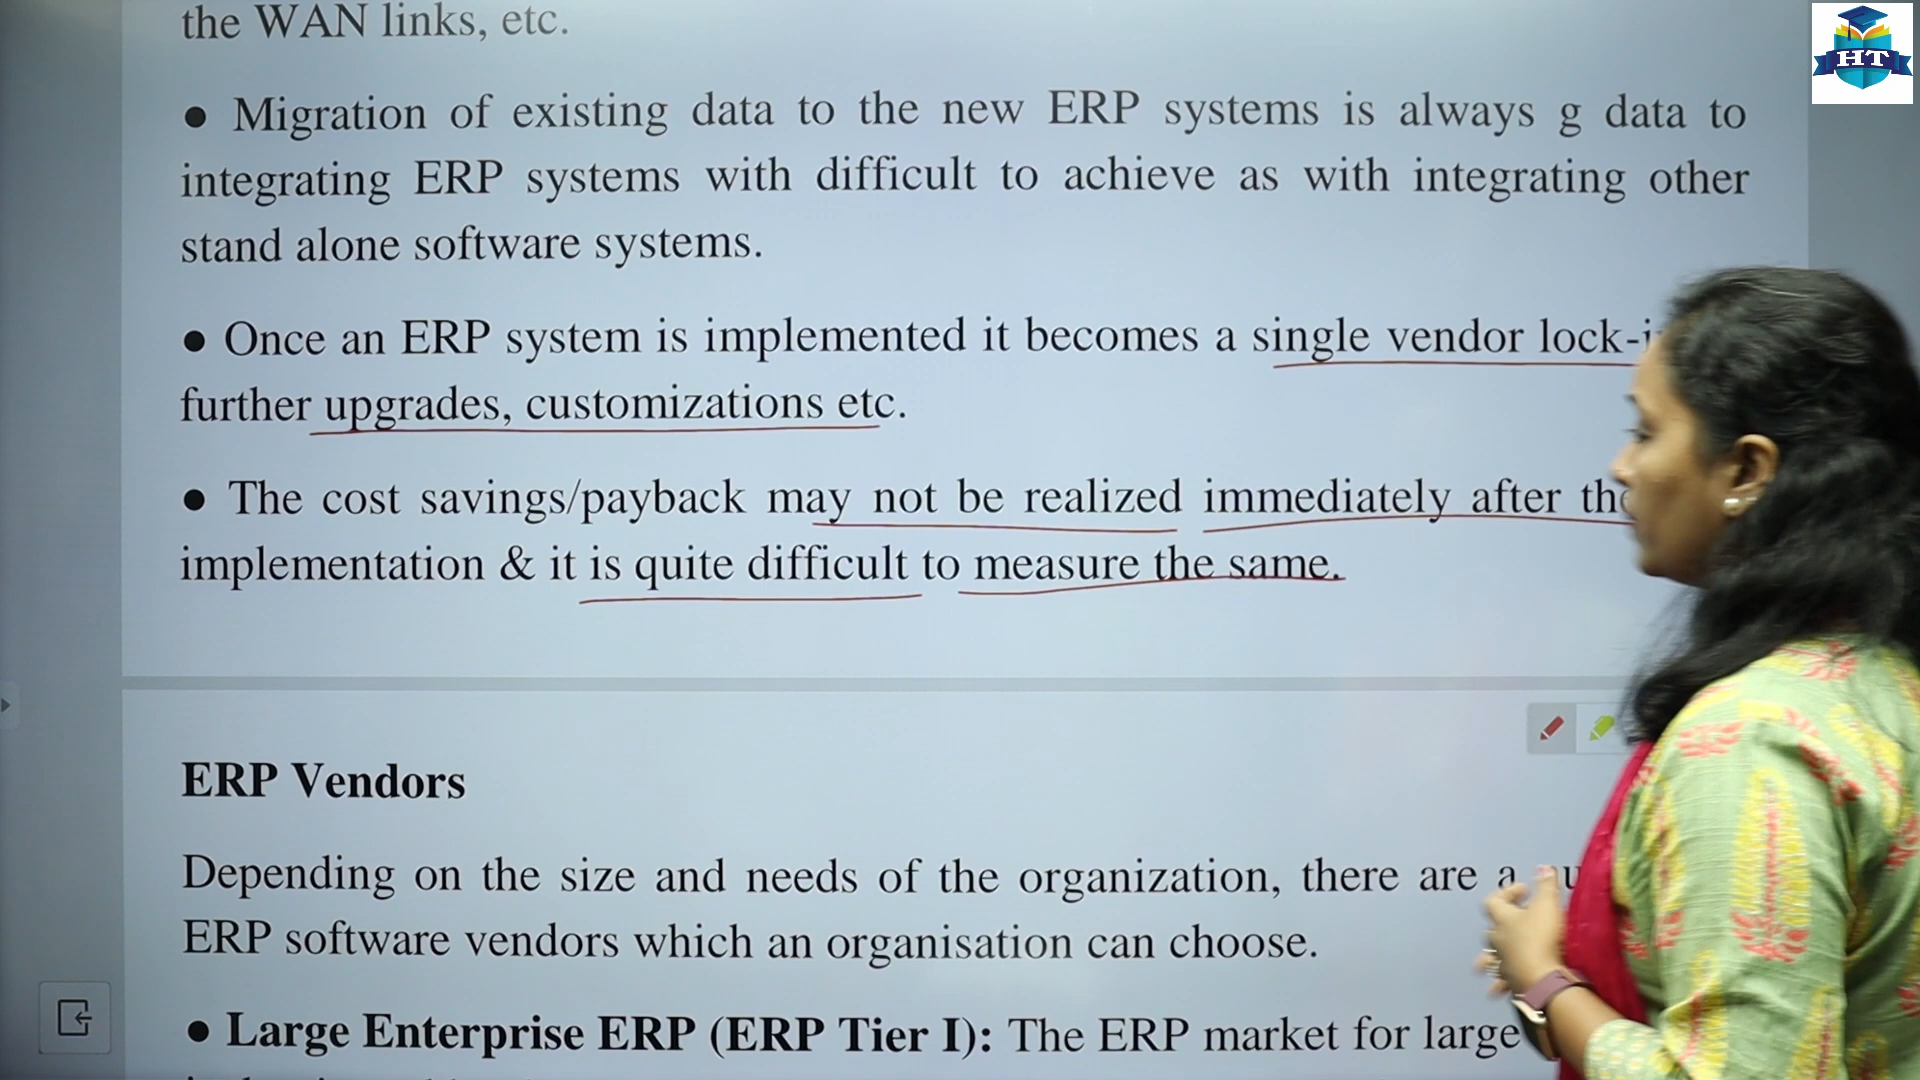 the WAN links, etc.
HT
● Migration of existing data to the new ERP systems is always g data to
integrating ERP systems with difficult to achieve as with integrating other
stand alone software systems.
● Once an ERP system is implemented it becomes a single vendor lock-
further upgrades, customizations etc.
● The cost savings/payback may not be realized immediately after the
implementation & it is quite difficult to measure the same.
ERP Vendors
Depending on the size and needs of the organization, there are a
ERP software vendors which an organisation can choose.
● Large Enterprise ERP (ERP Tier I): The ERP market for large